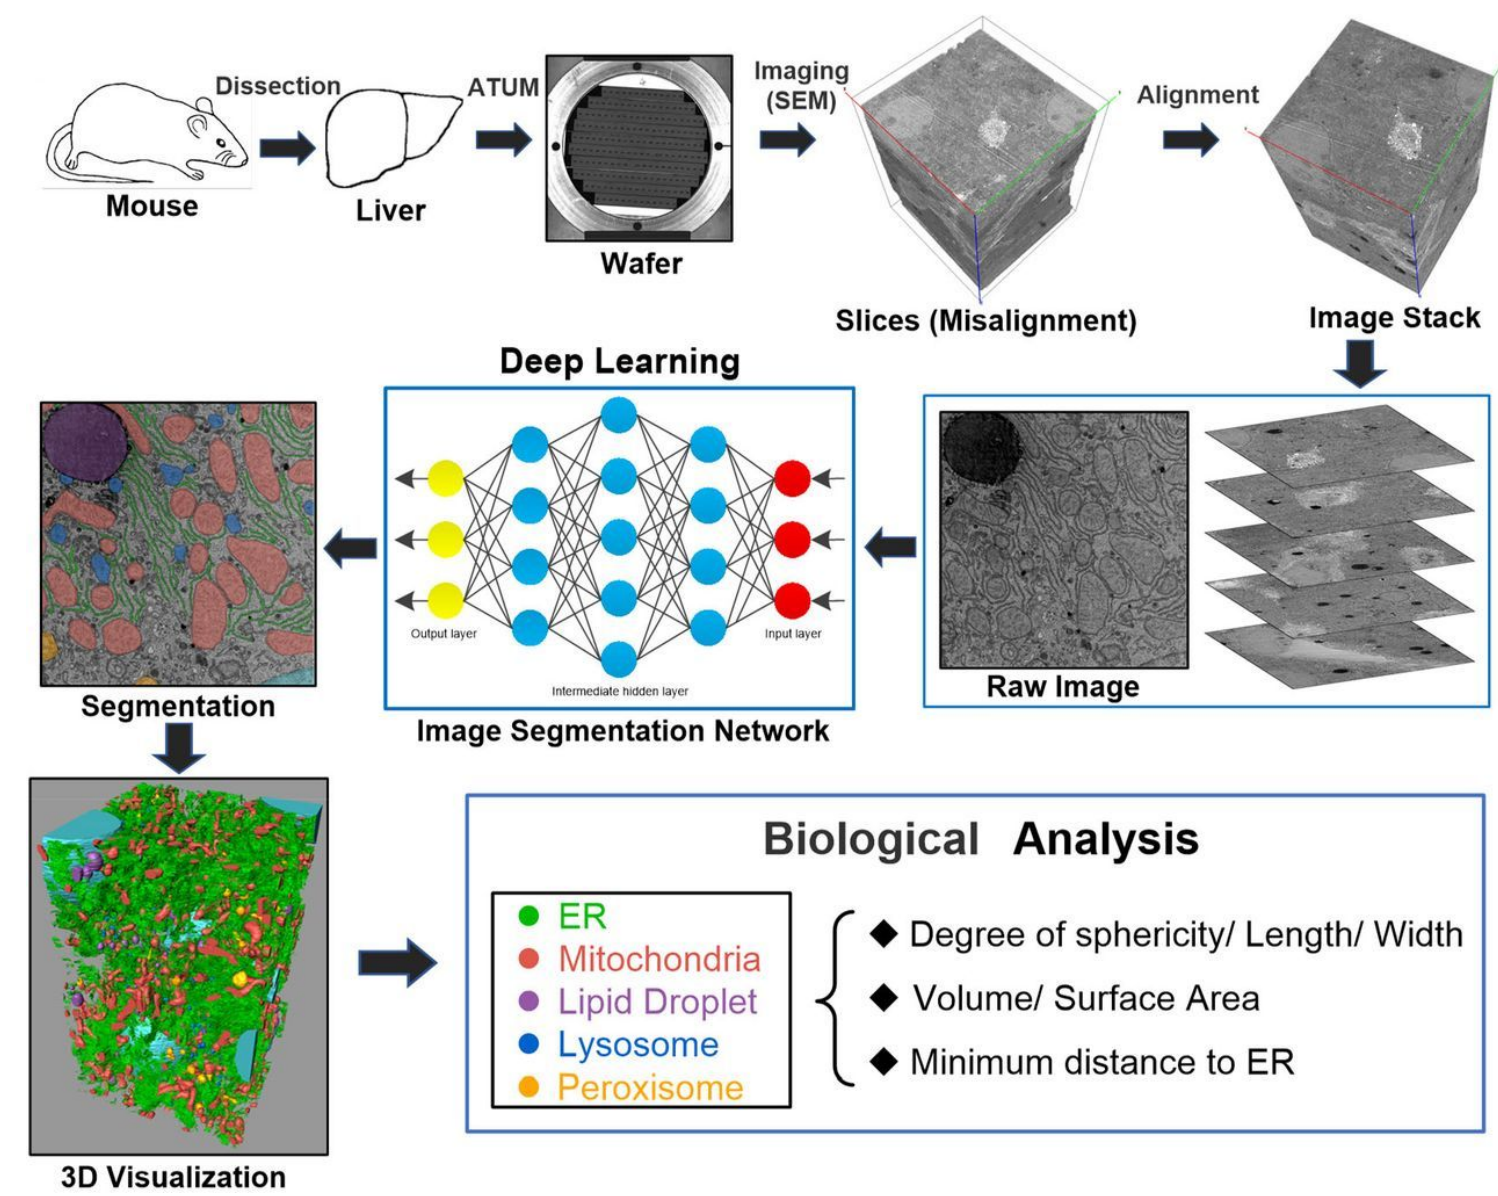 Dissection
ATUM
Imaging
(SEM)
Alignment
Mouse
Liver
Wafer
Slices (Misalignment)
Image Stack
Deep Learning
Output layer
Input layer
Intermediate hidden layer
Image Segmentation Network
Raw Image
Segmentation
3D Visualization
Biological Analysis
ER
Mitochondria
Lipid Droplet
Lysosome
Peroxisome
Degree of sphericity/ Length/ Width
Volume/ Surface Area
Minimum distance to ER